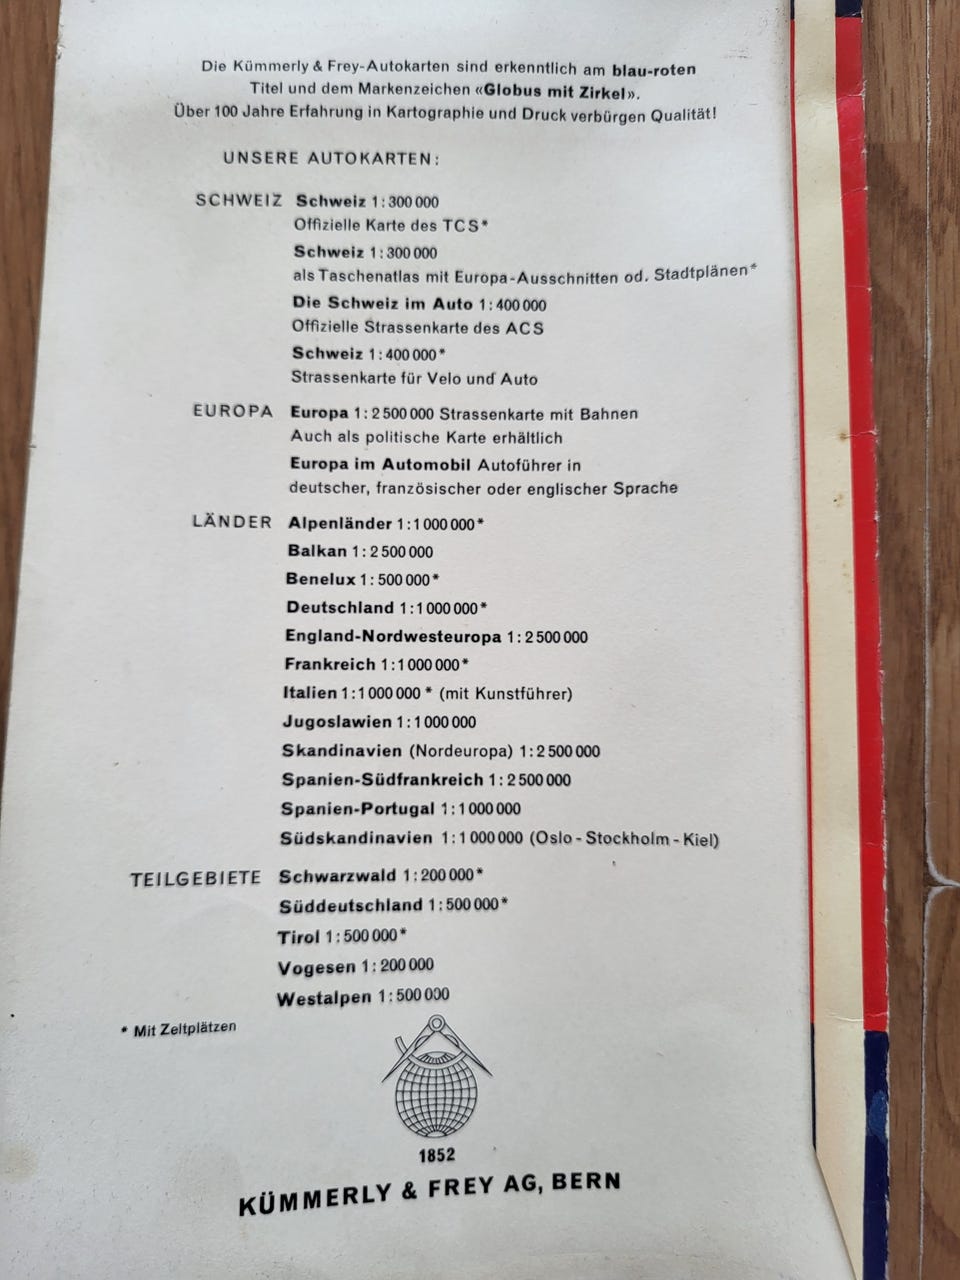 Die Kümmerly & Frey-Autokarten sind erkenntlich am blau-roten
Titel und dem Markenzeichen «Globus mit Zirkel».
Über 100 Jahre Erfahrung in Kartographie und Druck verbürgen Qualität!
UNSERE AUTOKARTEN:
SCHWEIZ Schweiz 1:300 000
Offizielle Karte des TCS*
Schweiz 1:300 000
als Taschenatlas mit Europa-Ausschnitten od. Stadtplänen*
Die Schweiz im Auto 1:400 000
Offizielle Strassenkarte des ACS
Schweiz 1:400 000*
Strassenkarte für Velo und Auto
EUROPA Europa 1:2 500 000 Strassenkarte mit Bahnen
Auch als politische Karte erhältlich
Europa im Automobil Autoführer in
deutscher, französischer oder englischer Sprache
LÄNDER Alpenländer 1:1 000 000*
Balkan 1:2 500 000
Benelux 1:500 000*
Deutschland 1:1 000 000*
England-Nordwesteuropa 1:2 500 000
Frankreich 1:1 000 000*
Italien 1:1 000 000* (mit Kunstführer)
Jugoslawien 1:1 000 000
Skandinavien (Nordeuropa) 1:2 500 000
Spanien-Südfrankreich 1:2 500 000
Spanien-Portugal 1:1 000 000
Südskandinavien 1:1 000 000 (Oslo - Stockholm - Kiel)
TEILGEBIETE Schwarzwald 1:200 000*
Süddeutschland 1:500 000*
Tirol 1:500 000*
Vogesen 1:200 000
Westalpen 1:500 000
* Mit Zeltplätzen
1852
KÜMMERLY & FREY AG, BERN